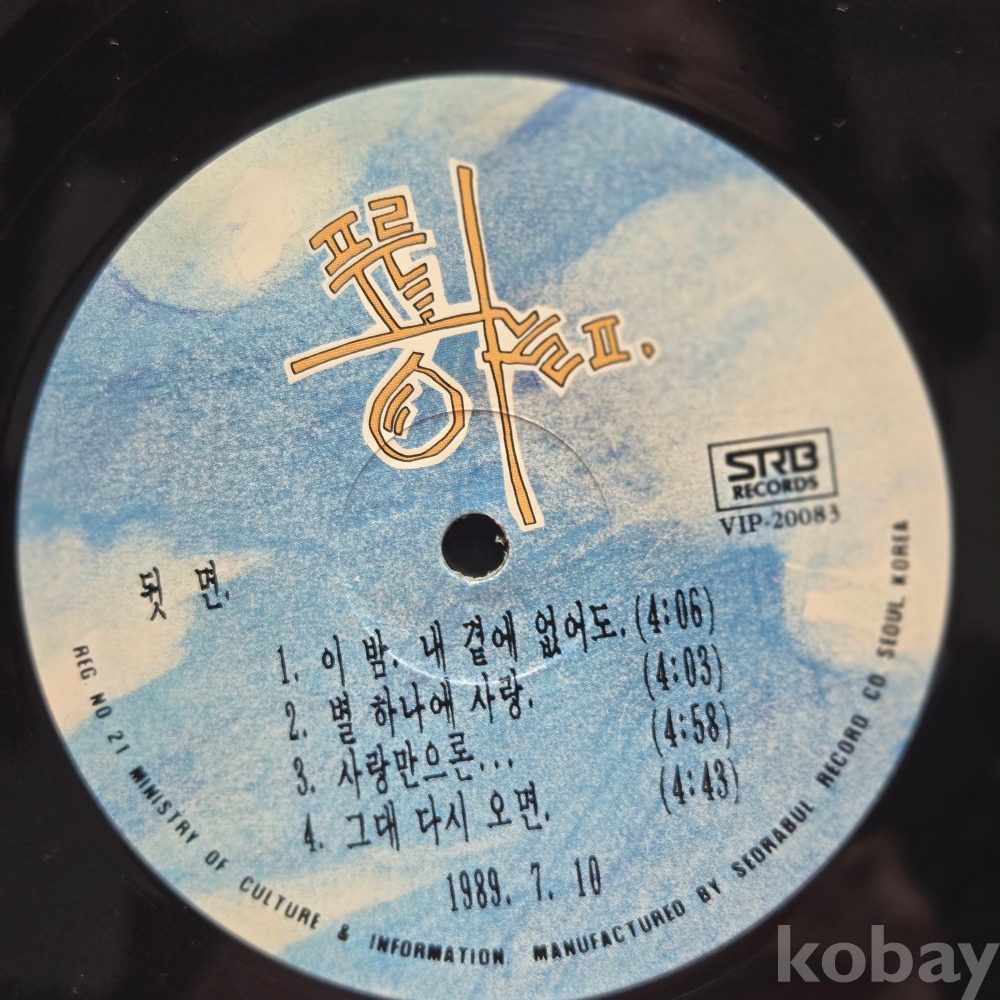 푸른하늘 II.
STRB
RECORDS
VIP-20083
뒷 면.
1. 이 밤. 내 곁에 없어도. (4:06)
2. 별 하나에 사랑. (4:03)
3. 사랑만으론... (4:58)
4. 그대 다시 오면. (4:43)
1989. 7. 10
REG. NO 21 MINISTRY OF CULTURE & INFORMATION. MANUFACTURED BY SEORABUL RECORD CO. SEOUL KOREA
kobay